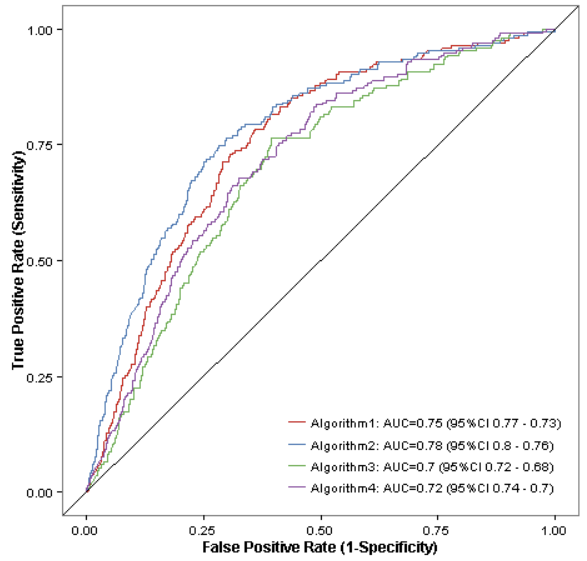 True Positive Rate (Sensitivity)
1.00
0.75
0.50
0.25
0.00
Algorithm1: AUC=0.75 (95%CI 0.77 - 0.73)
Algorithm2: AUC=0.78 (95%CI 0.8 - 0.76)
Algorithm3: AUC=0.7 (95%CI 0.72 - 0.68)
Algorithm4: AUC=0.72 (95%CI 0.74 - 0.7)
0.00 0.25 0.50 0.75 1.00
False Positive Rate (1-Specificity)